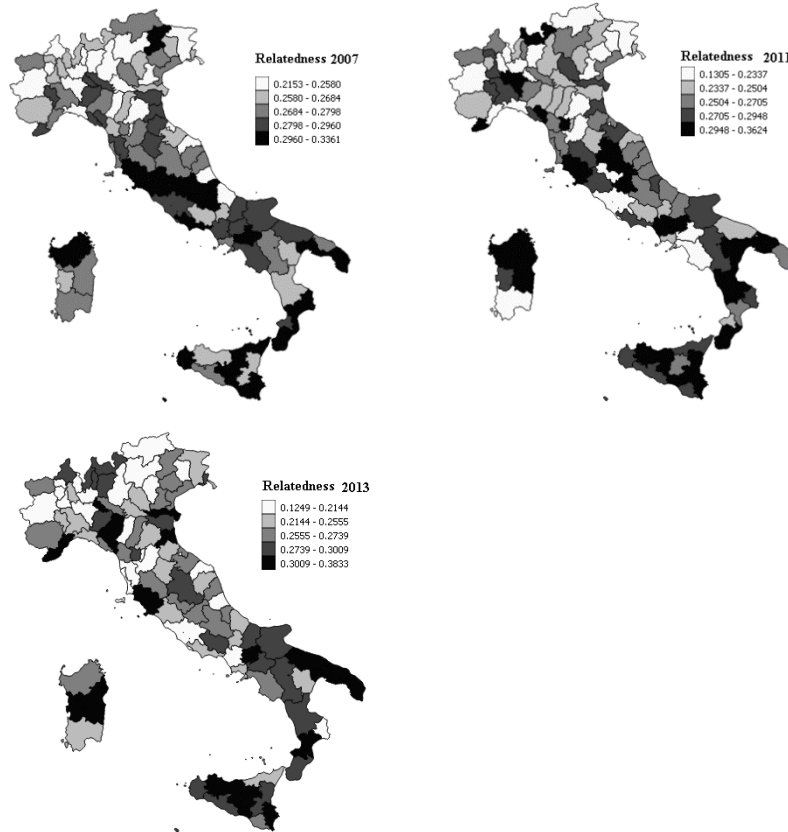 Relatedness 2007
0.2153 - 0.2580
0.2580 - 0.2684
0.2684 - 0.2798
0.2798 - 0.2960
0.2960 - 0.3361
Relatedness 2011
0.1305 - 0.2337
0.2337 - 0.2504
0.2504 - 0.2705
0.2705 - 0.2948
0.2948 - 0.3624
Relatedness 2013
0.1249 - 0.2144
0.2144 - 0.2555
0.2555 - 0.2739
0.2739 - 0.3009
0.3009 - 0.3833